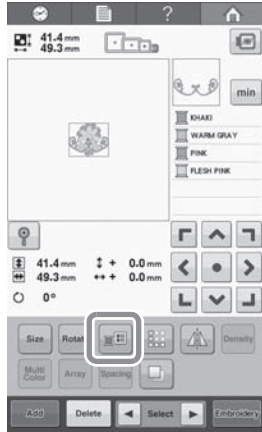 ?
41.4 mm
49.3 mm
min
KHAKI
WARM GRAY
PINK
FLESH PINK
41.4 mm + 0.0 mm
49.3 mm + 0.0 mm
0°
Size Rotat Density
Multi Color Array Spacing
Add Delete Select Embroidery